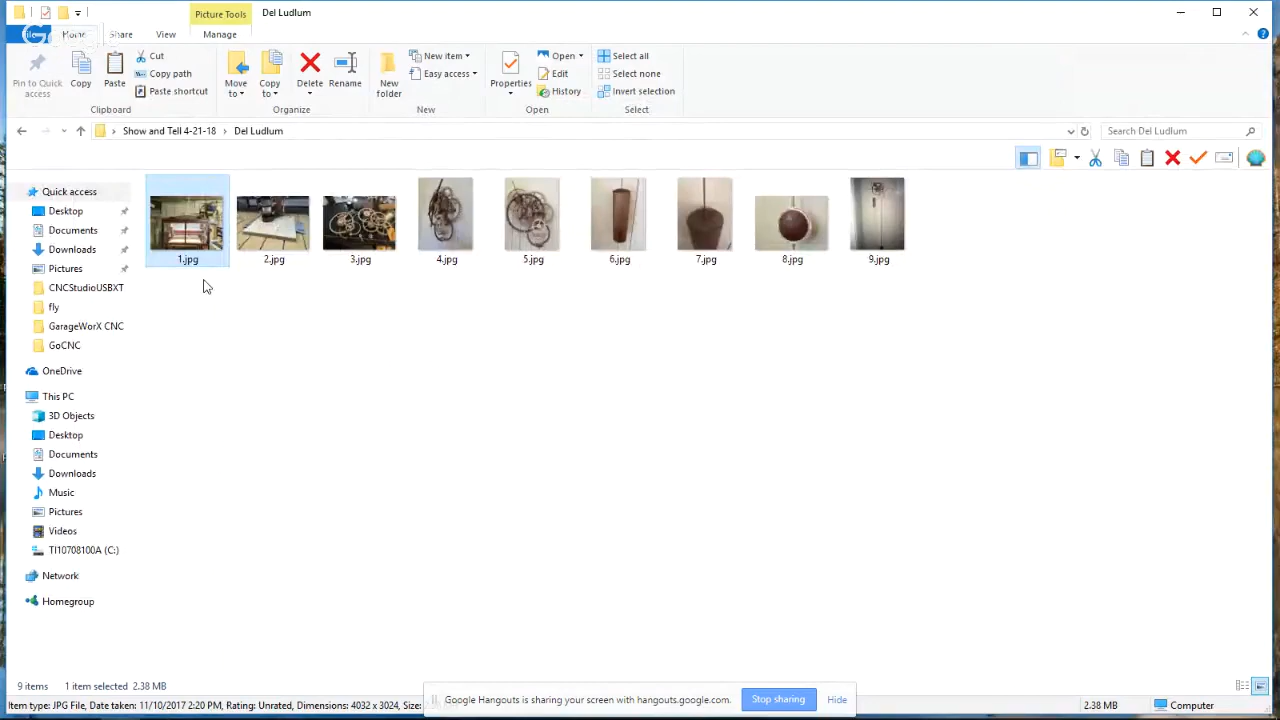 Picture Tools
Del Ludlum
File
Home
Share
View
Manage
Pin to Quick access
Copy
Paste
Cut
Copy path
Paste shortcut
Clipboard
Move to
Copy to
Delete
Rename
Organize
New folder
New item
Easy access
New
Properties
Open
Edit
History
Open
Select all
Select none
Invert selection
Select
Show and Tell 4-21-18 > Del Ludlum
Search Del Ludlum
Quick access
Desktop
Documents
Downloads
Pictures
CNCStudioUSBXT
fly
GarageWorX CNC
GoCNC
OneDrive
This PC
3D Objects
Desktop
Documents
Downloads
Music
Pictures
Videos
TI10708100A (C:)
Network
Homegroup
1.jpg
2.jpg
3.jpg
4.jpg
5.jpg
6.jpg
7.jpg
8.jpg
9.jpg
9 items
1 item selected 2.38 MB
Google Hangouts is sharing your screen with hangouts.google.com.
Stop sharing
Hide
Item type: JPG File, Date taken: 11/10/2017 2:20 PM, Rating: Unrated, Dimensions: 4032 x 3024, Size:
2.38 MB
Computer